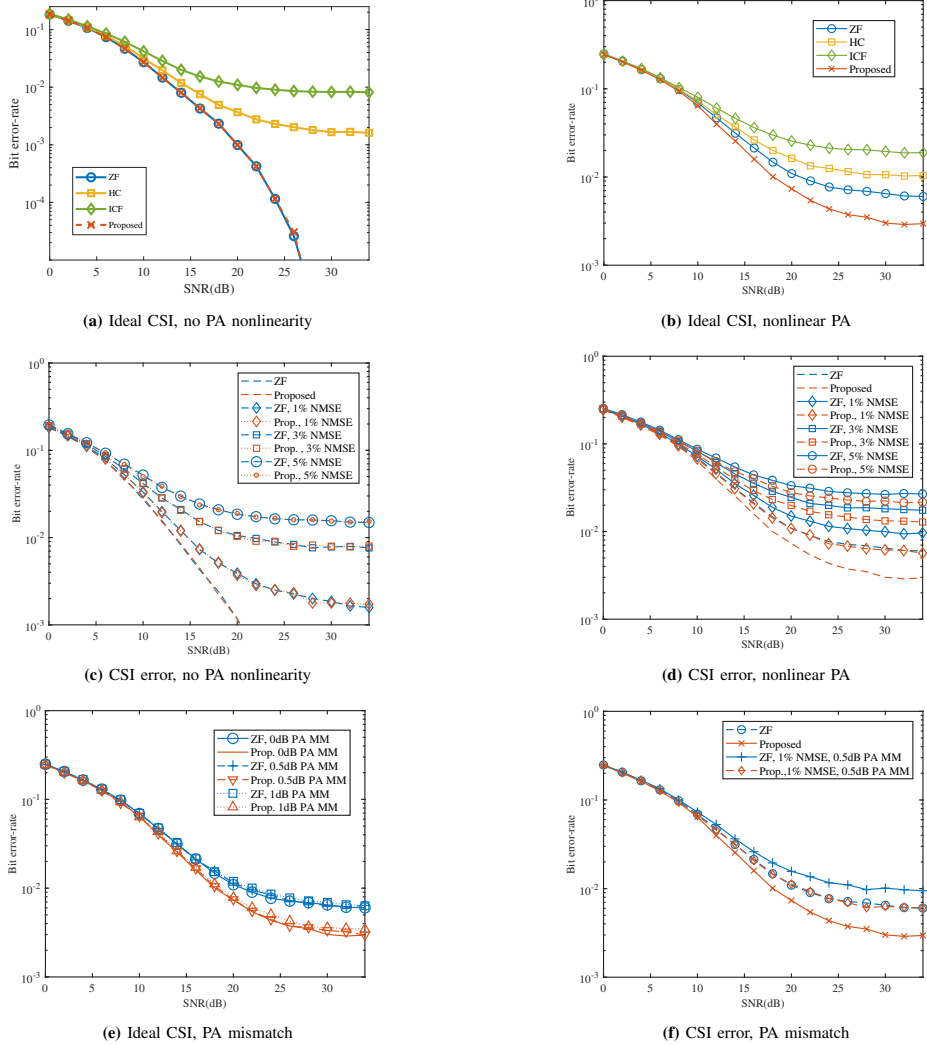 10^-1
10^-2
10^-3
10^-4
Bit error-rate
ZF
HC
ICF
Proposed
0 5 10 15 20 25 30
SNR(dB)
(a) Ideal CSI, no PA nonlinearity
10^0
10^-1
10^-2
10^-3
Bit error-rate
ZF
HC
ICF
Proposed
0 5 10 15 20 25 30
SNR(dB)
(b) Ideal CSI, nonlinear PA
10^0
10^-1
10^-2
10^-3
Bit error-rate
ZF
Proposed
ZF, 1% NMSE
Prop., 1% NMSE
ZF, 3% NMSE
Prop. , 3% NMSE
ZF, 5% NMSE
Prop., 5% NMSE
0 5 10 15 20 25 30
SNR(dB)
(c) CSI error, no PA nonlinearity
10^0
10^-1
10^-2
10^-3
Bit error-rate
ZF
Proposed
ZF, 1% NMSE
Prop., 1% NMSE
ZF, 3% NMSE
Prop., 3% NMSE
ZF, 5% NMSE
Prop., 5% NMSE
0 5 10 15 20 25 30
SNR(dB)
(d) CSI error, nonlinear PA
10^0
10^-1
10^-2
10^-3
Bit error-rate
ZF, 0dB PA MM
Prop. 0dB PA MM
ZF, 0.5dB PA MM
Prop. 0.5dB PA MM
ZF, 1dB PA MM
Prop. 1dB PA MM
0 5 10 15 20 25 30
SNR(dB)
(e) Ideal CSI, PA mismatch
10^0
10^-1
10^-2
10^-3
Bit error-rate
ZF
Proposed
ZF, 1% NMSE, 0.5dB PA MM
Prop.,1% NMSE, 0.5dB PA MM
0 5 10 15 20 25 30
SNR(dB)
(f) CSI error, PA mismatch